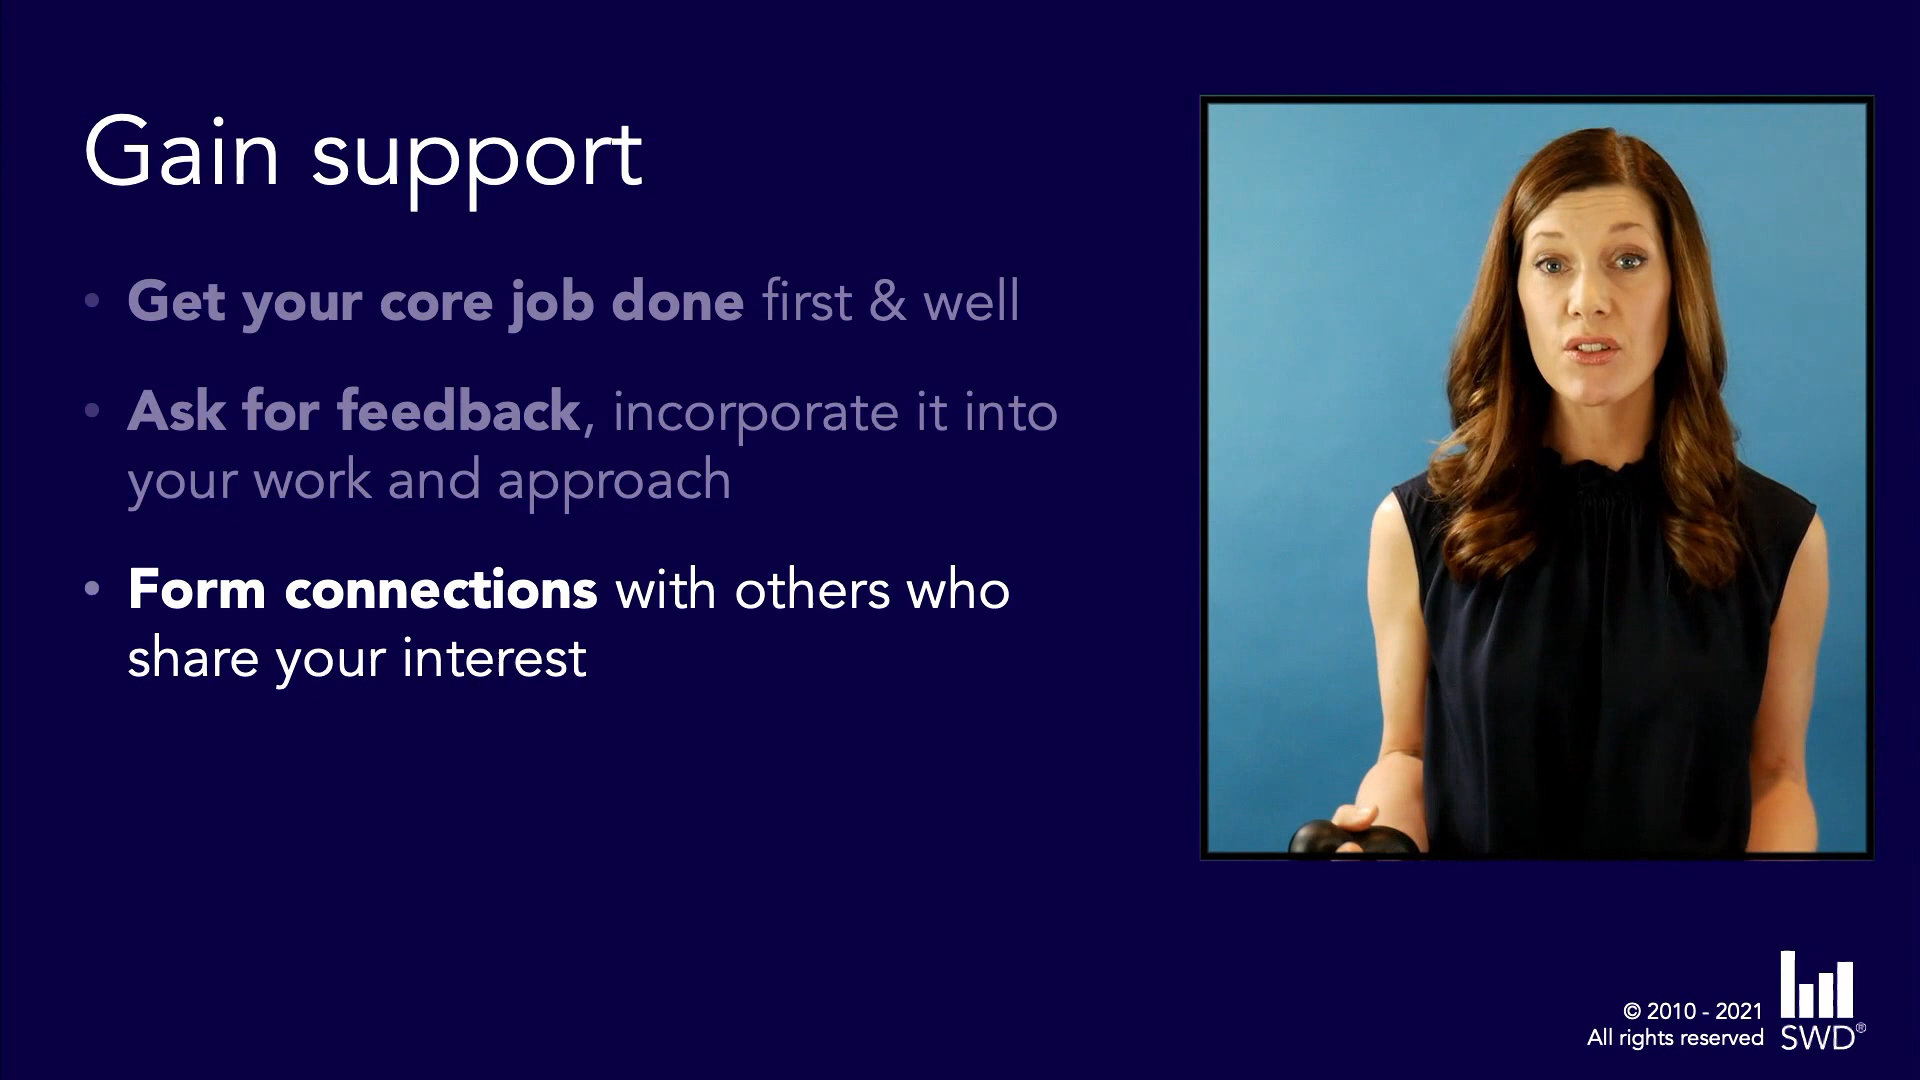 Gain support
• Get your core job done first & well
• Ask for feedback, incorporate it into
your work and approach
• Form connections with others who
share your interest
© 2010 - 2021
All rights reserved
SWD®